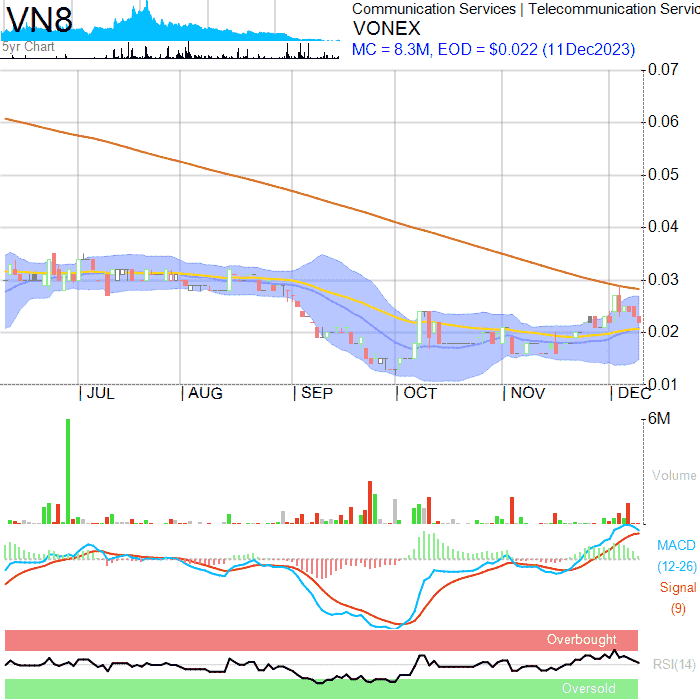 VN8
5yr Chart
Communication Services | Telecommunication Servic
VONEX
MC = 8.3M, EOD = $0.022 (11Dec2023)
0.07
0.06
0.05
0.04
0.03
0.02
0.01
| JUL | AUG | SEP | OCT | NOV | DEC
6M
Volume
MACD
(12-26)
Signal
(9)
Overbought
RSI(14)
Oversold